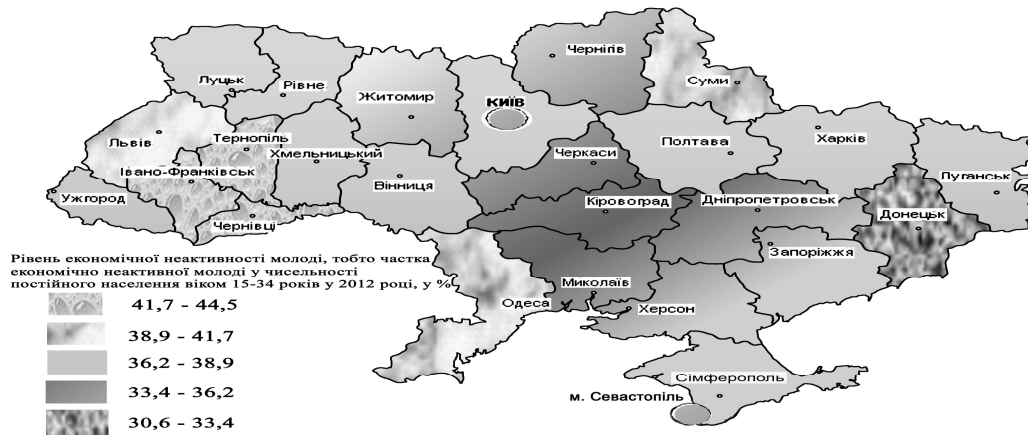 Чернігів
Суми
Луцьк
Рівне
Житомир
КИЇВ
Львів
Тернопіль
Хмельницький
Черкаси
Полтава
Харків
Івано-Франківськ
Вінниця
Луганськ
Ужгород
Кіровоград
Дніпропетровськ
Донецьк
Чернівці
Запоріжжя
Миколаїв
Одеса
Херсон
Сімферополь
м. Севастопіль
Рівень економічної неактивності молоді, тобто частка
економічно неактивної молоді у чисельності
постійного населення віком 15-34 років у 2012 році, у %
41,7 - 44,5
38,9 - 41,7
36,2 - 38,9
33,4 - 36,2
30,6 - 33,4